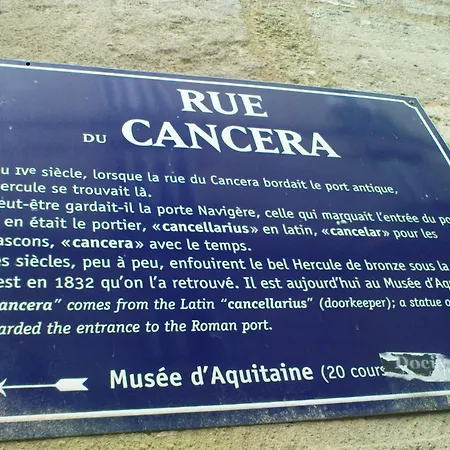 RUE
DU CANCERA
u IVe siècle, lorsque la rue du Cancera bordait le port antique,
ercule se trouvait là.
eut-être gardait-il la porte Navigère, celle qui marquait l'entrée du po
en était le portier, «cancellarius» en latin, «cancelar» pour les
ascons, «cancera» avec le temps.
es siècles, peu à peu, enfouirent le bel Hercule de bronze sous la
est en 1832 qu'on l'a retrouvé. Il est aujourd'hui au Musée d'Aq
ancera" comes from the Latin "cancellarius" (doorkeeper); a statue o
arded the entrance to the Roman port.
Musée d'Aquitaine (20 cours